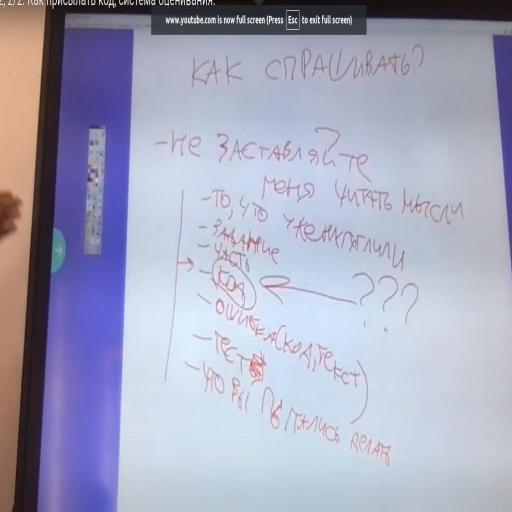 2, 2/2. Как присылать код, система оценивания.
www.youtube.com is now full screen (Press Esc to exit full screen)
КАК СПРАШИВАТЬ?
- НЕ ЗАСТАВЛЯЙТЕ
МЕНЯ ЧИТАТЬ МЫСЛИ
- ТО, ЧТО УЖЕ
- ЗАДАНИЕ
- ЧАСТЬ
- КОДА ← ???
- ОШИБКА (КОД, ТЕКСТ)
- ТЕСТ
- ЧТО ВЫ ПЫТАЛИСЬ ДЕЛАТЬ